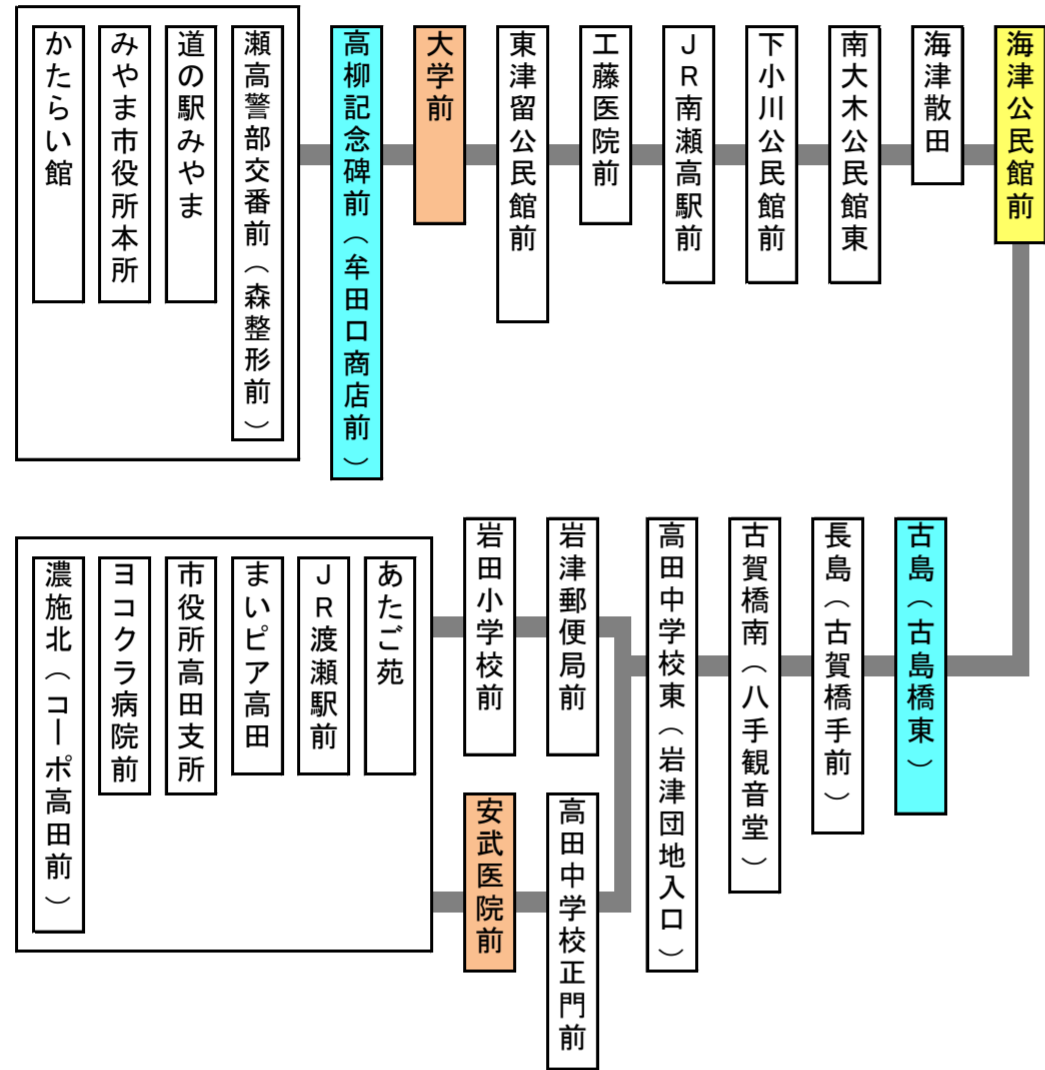 かたらい館
みやま市役所本所
道の駅みやま
瀬高警部交番前（森整形前）
高柳記念碑前（牟田口商店前）
大学前
東津留公民館前
工藤医院前
ＪＲ南瀬高駅前
下小川公民館前
南大木公民館東
海津散田
海津公民館前
古島（古島橋東）
長島（古賀橋手前）
古賀橋南（八手観音堂）
高田中学校東（岩津団地入口）
岩津郵便局前
岩田小学校前
高田中学校正門前
安武医院前
あたご苑
ＪＲ渡瀬駅前
まいピア高田
市役所高田支所
ヨコクラ病院前
濃施北（コーポ高田前）